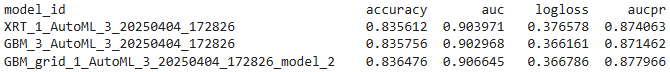 model_id accuracy auc logloss aucpr
XRT_1_AutoML_3_20250404_172826 0.835612 0.903971 0.376578 0.874063
GBM_3_AutoML_3_20250404_172826 0.835756 0.902968 0.366161 0.871462
GBM_grid_1_AutoML_3_20250404_172826_model_2 0.836476 0.906645 0.366786 0.877966